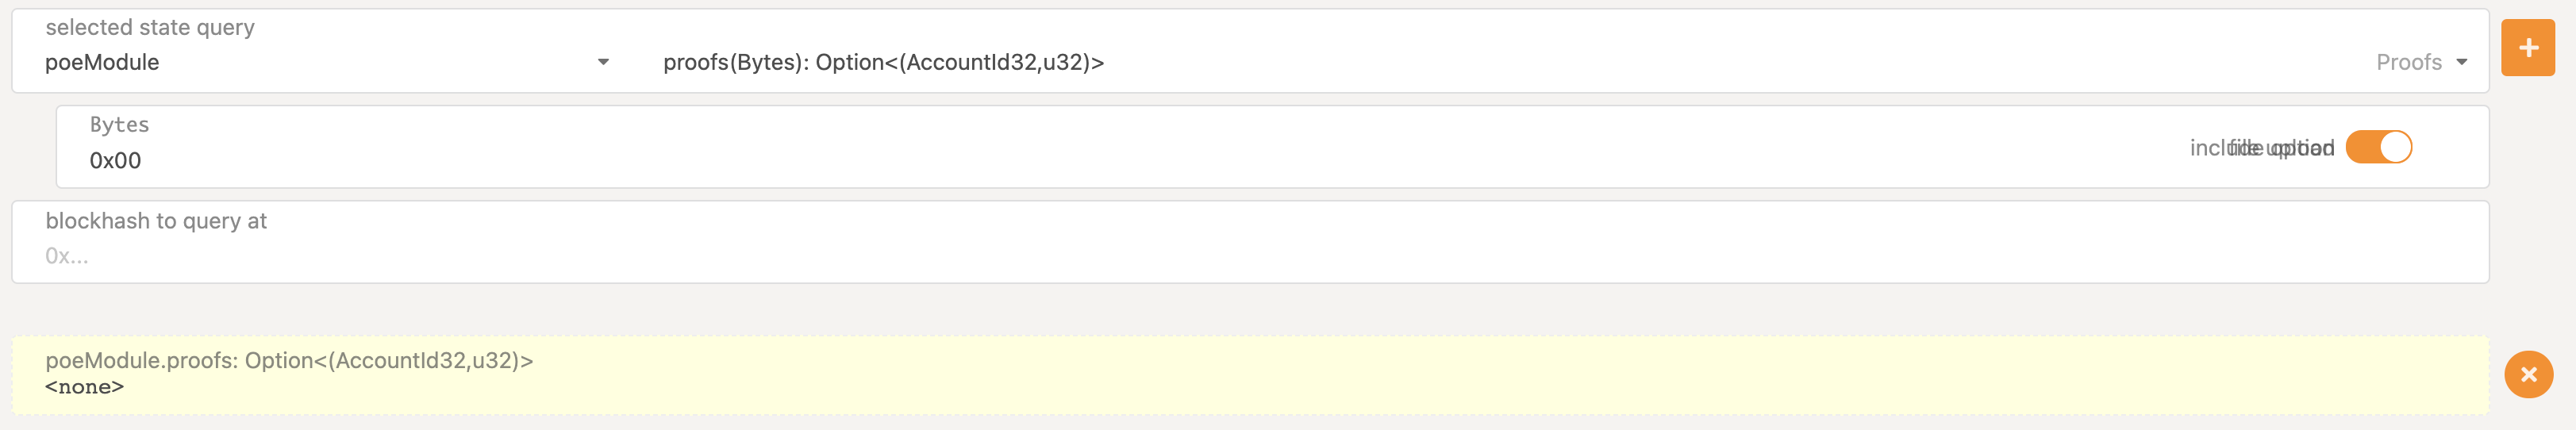 selected state query
poeModule
proofs(Bytes): Option<(AccountId32,u32)>
Proofs
Bytes
0x00
include option
file upload
blockhash to query at
0x...
poeModule.proofs: Option<(AccountId32,u32)>
<none>